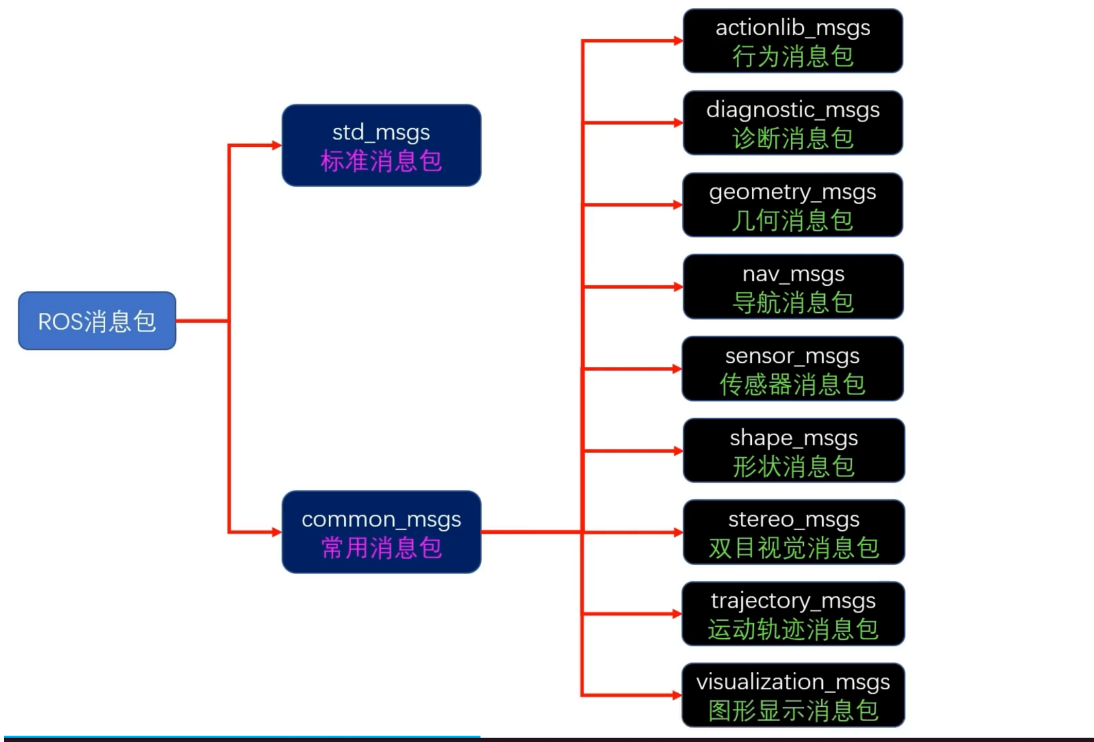 ROS消息包
std_msgs
标准消息包
common_msgs
常用消息包
actionlib_msgs
行为消息包
diagnostic_msgs
诊断消息包
geometry_msgs
几何消息包
nav_msgs
导航消息包
sensor_msgs
传感器消息包
shape_msgs
形状消息包
stereo_msgs
双目视觉消息包
trajectory_msgs
运动轨迹消息包
visualization_msgs
图形显示消息包